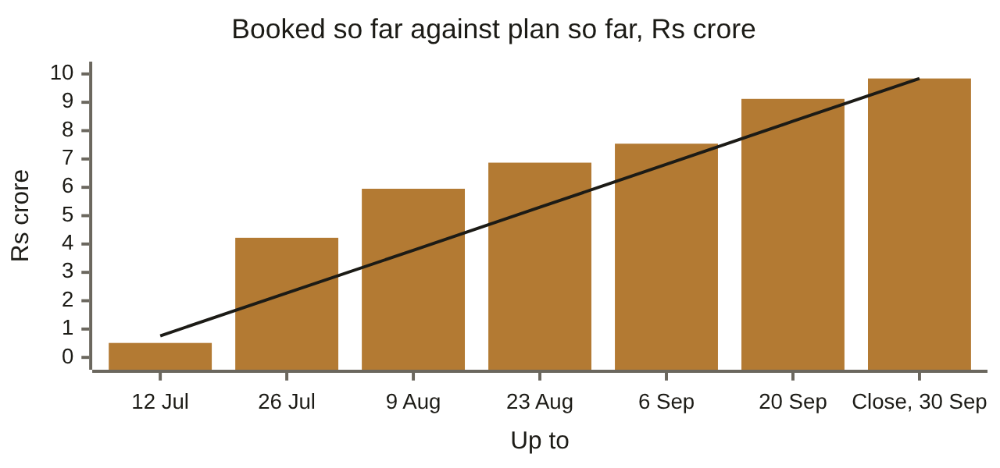 Booked so far against plan so far, Rs crore
Rs crore
10
9
8
7
6
5
4
3
2
1
0
12 Jul
26 Jul
9 Aug
23 Aug
6 Sep
20 Sep
Close, 30 Sep
Up to